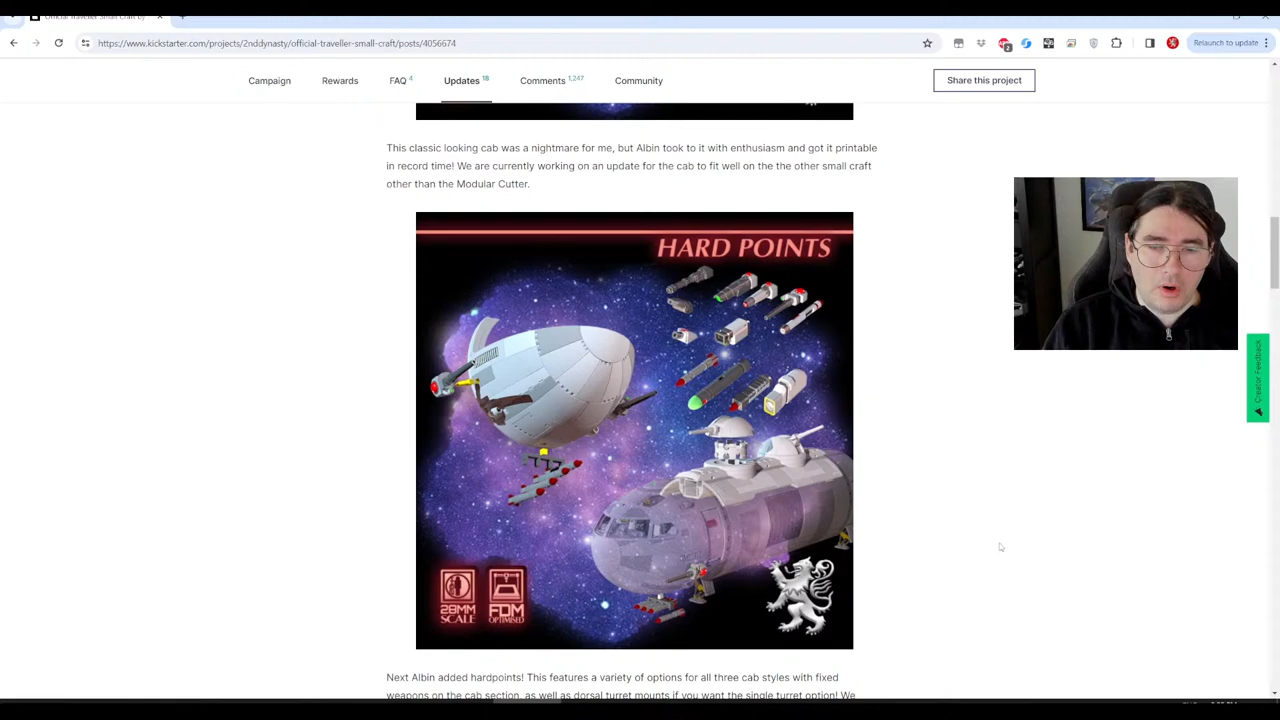 https://www.kickstarter.com/projects/2nddynasty/official-traveller-small-craft/posts/4056674
2
Relaunch to update
Campaign
Rewards
FAQ 4
Updates 18
Comments 1,247
Community
Share this project
This classic looking cab was a nightmare for me, but Albin took to it with enthusiasm and got it printable
in record time! We are currently working on an update for the cab to fit well on the the other small craft
other than the Modular Cutter.
HARD POINTS
Creator Feedback
28MM
SCALE
FDM
OPTIMISED
Next Albin added hardpoints! This features a variety of options for all three cab styles with fixed
weapons on the cab section, as well as dorsal turret mounts if you want the single turret option! We